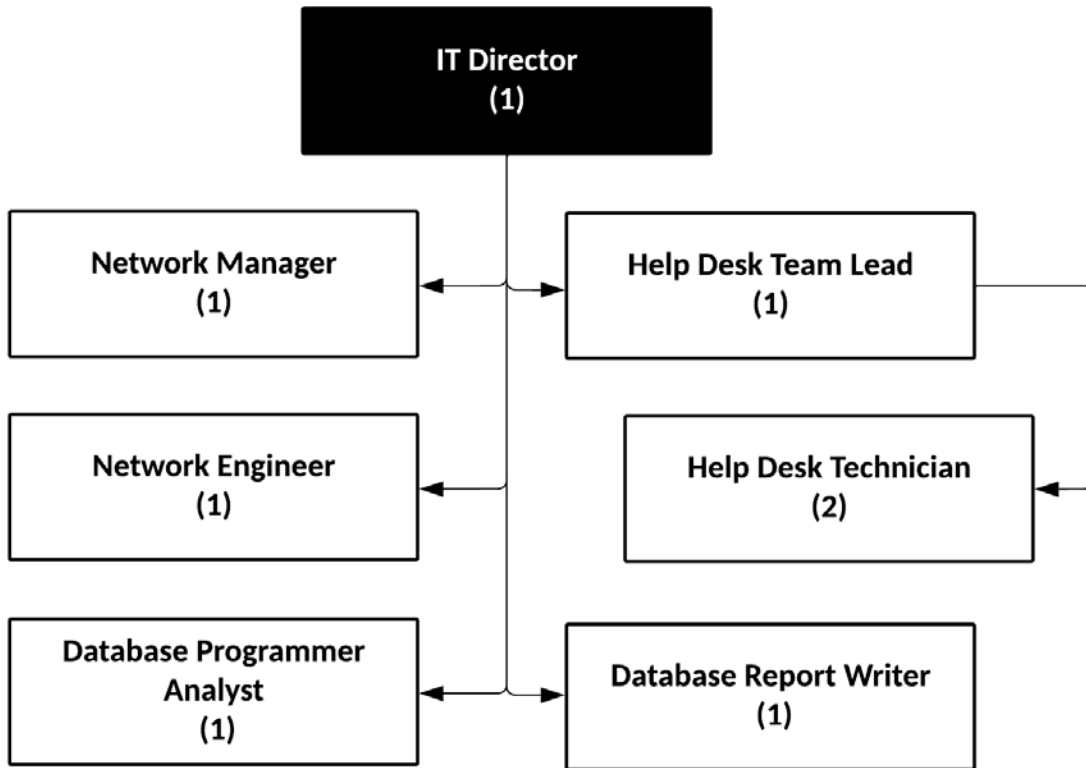 IT Director
(1)
Network Manager
(1)
Help Desk Team Lead
(1)
Network Engineer
(1)
Help Desk Technician
(2)
Database Programmer
Analyst
(1)
Database Report Writer
(1)